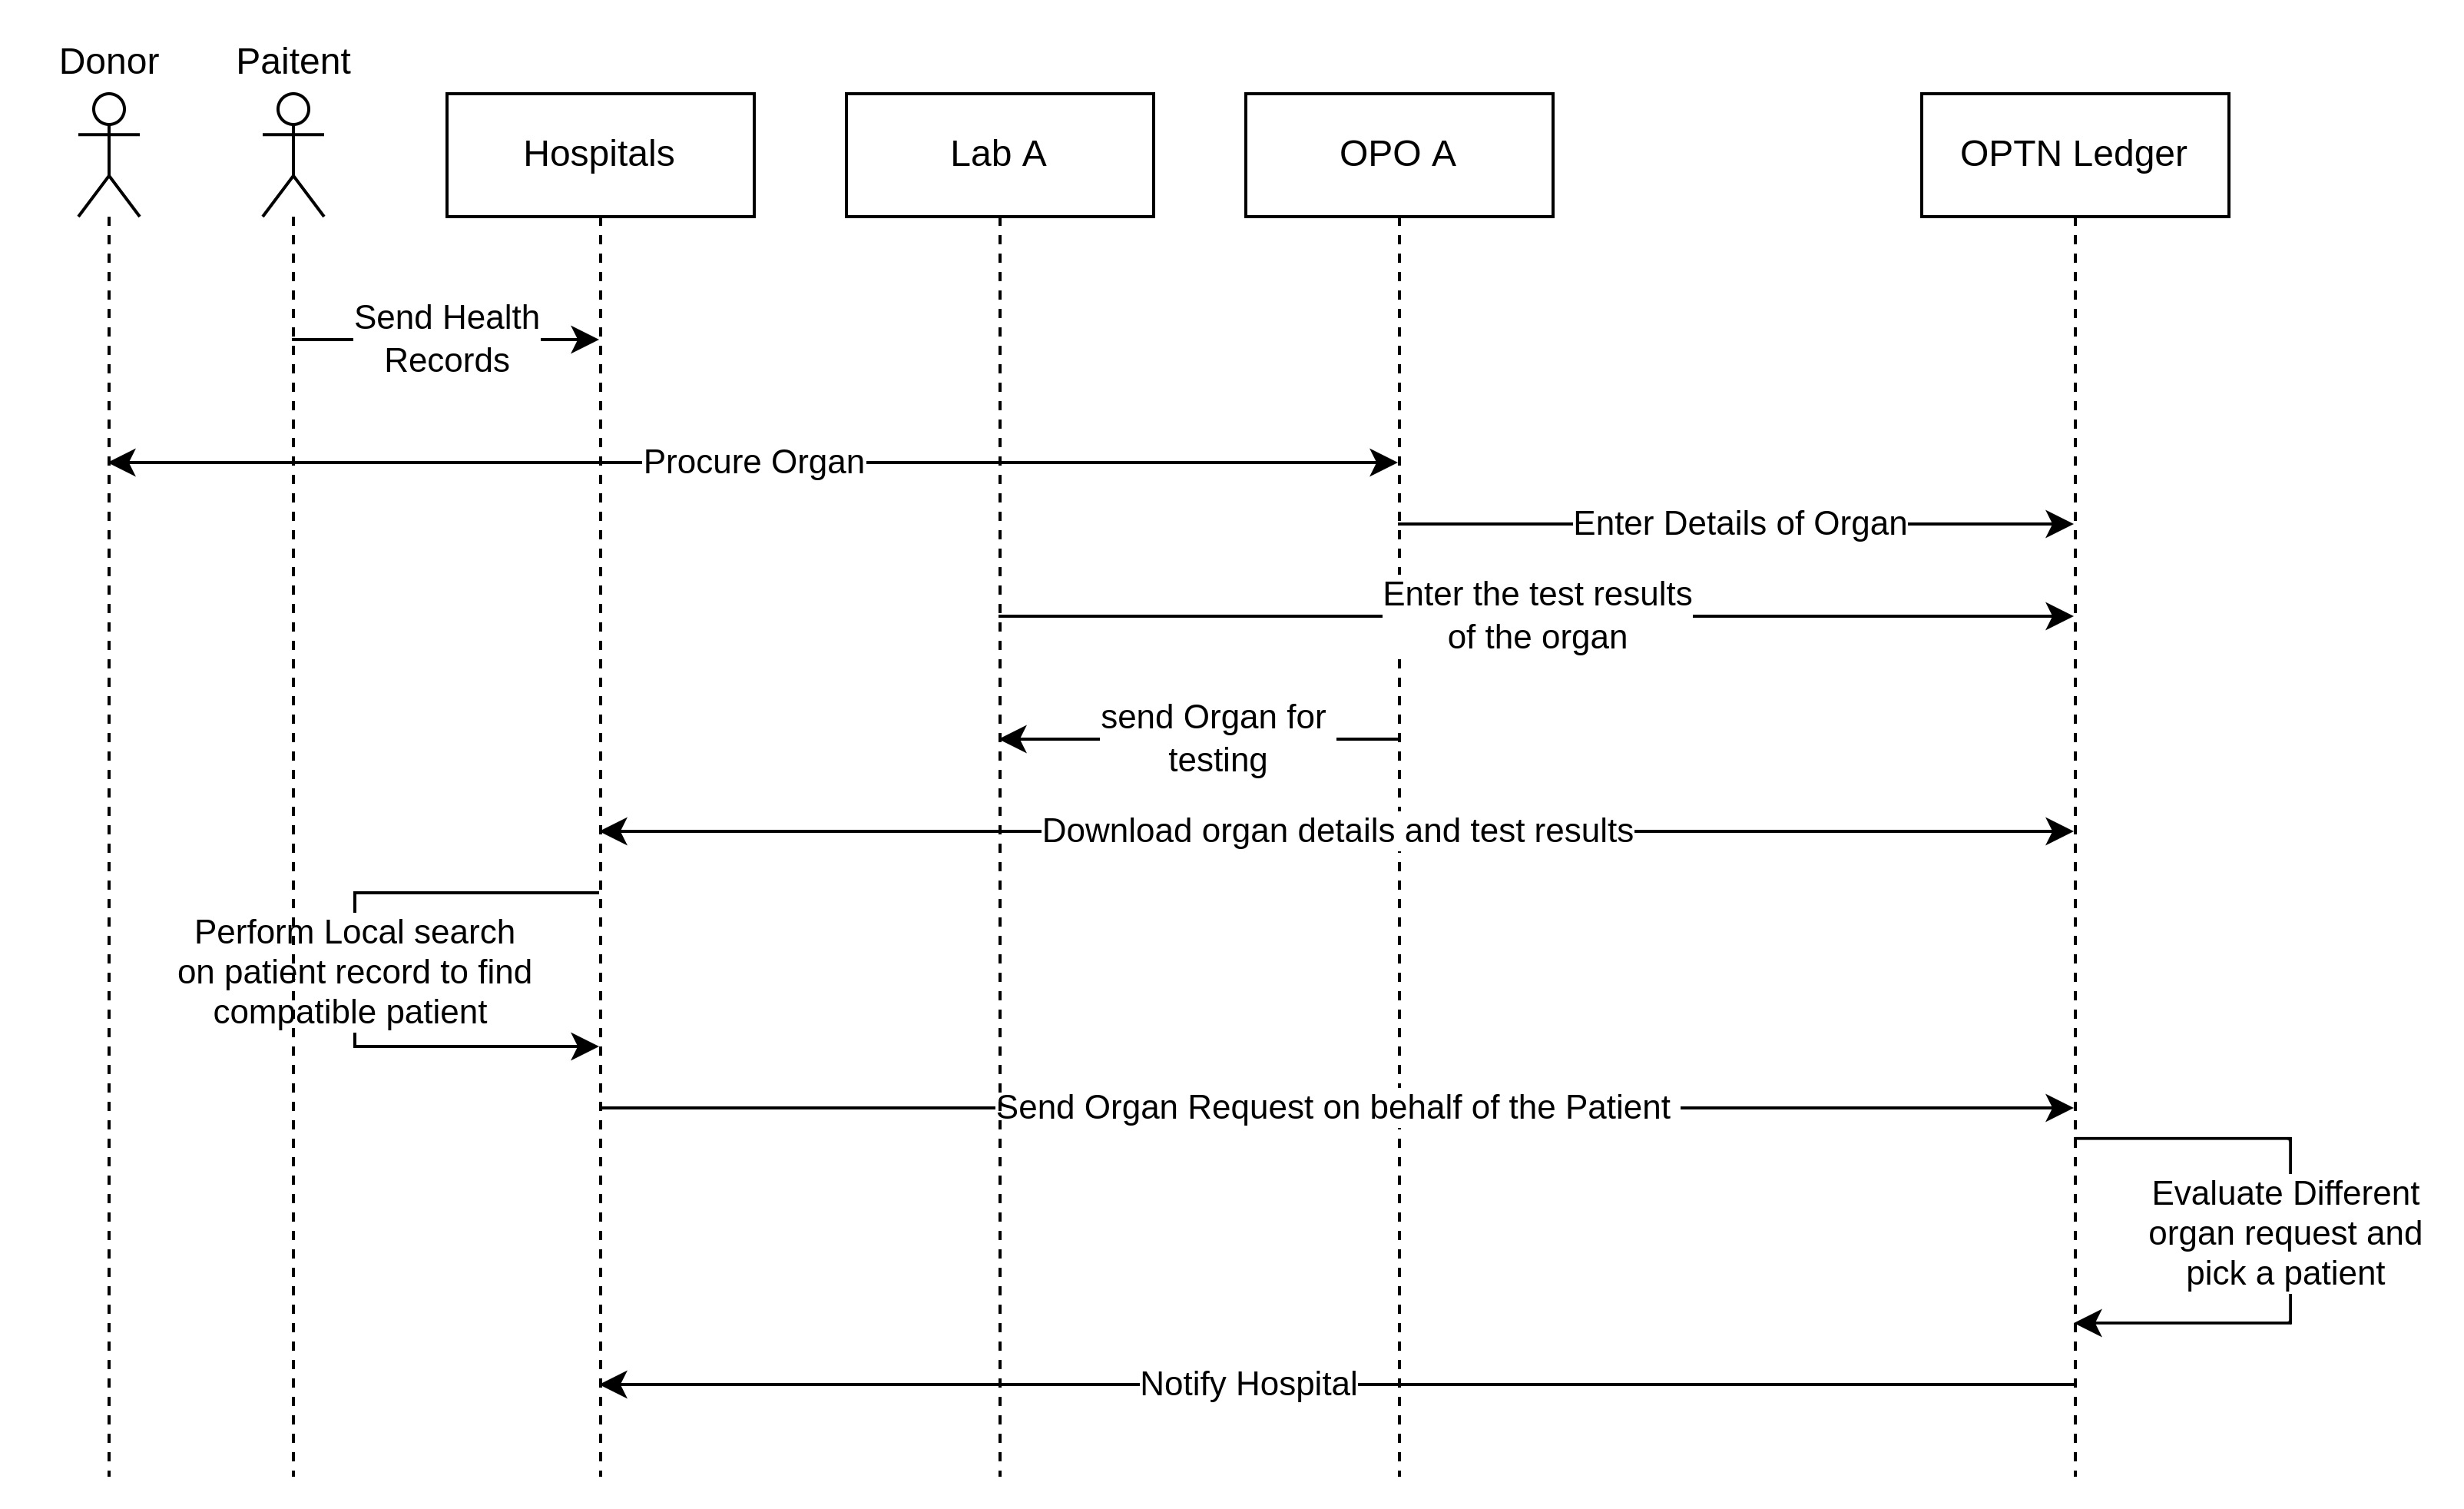 Donor
Paitent
Hospitals
Lab A
OPO A
OPTN Ledger
Send Health
Records
Procure Organ
Enter Details of Organ
Enter the test results
of the organ
send Organ for
testing
Download organ details and test results
Perform Local search
on patient record to find
compatible patient
Send Organ Request on behalf of the Patient
Evaluate Different
organ request and
pick a patient
Notify Hospital